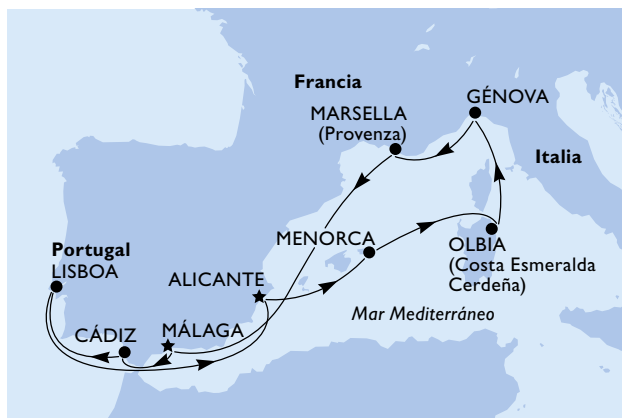 Francia
GÉNOVA
MARSELLA
(Provenza)
Italia
MENORCA
OLBIA
(Costa Esmeralda
Cerdeña)
Portugal
LISBOA
ALICANTE
Mar Mediterráneo
CÁDIZ
MÁLAGA